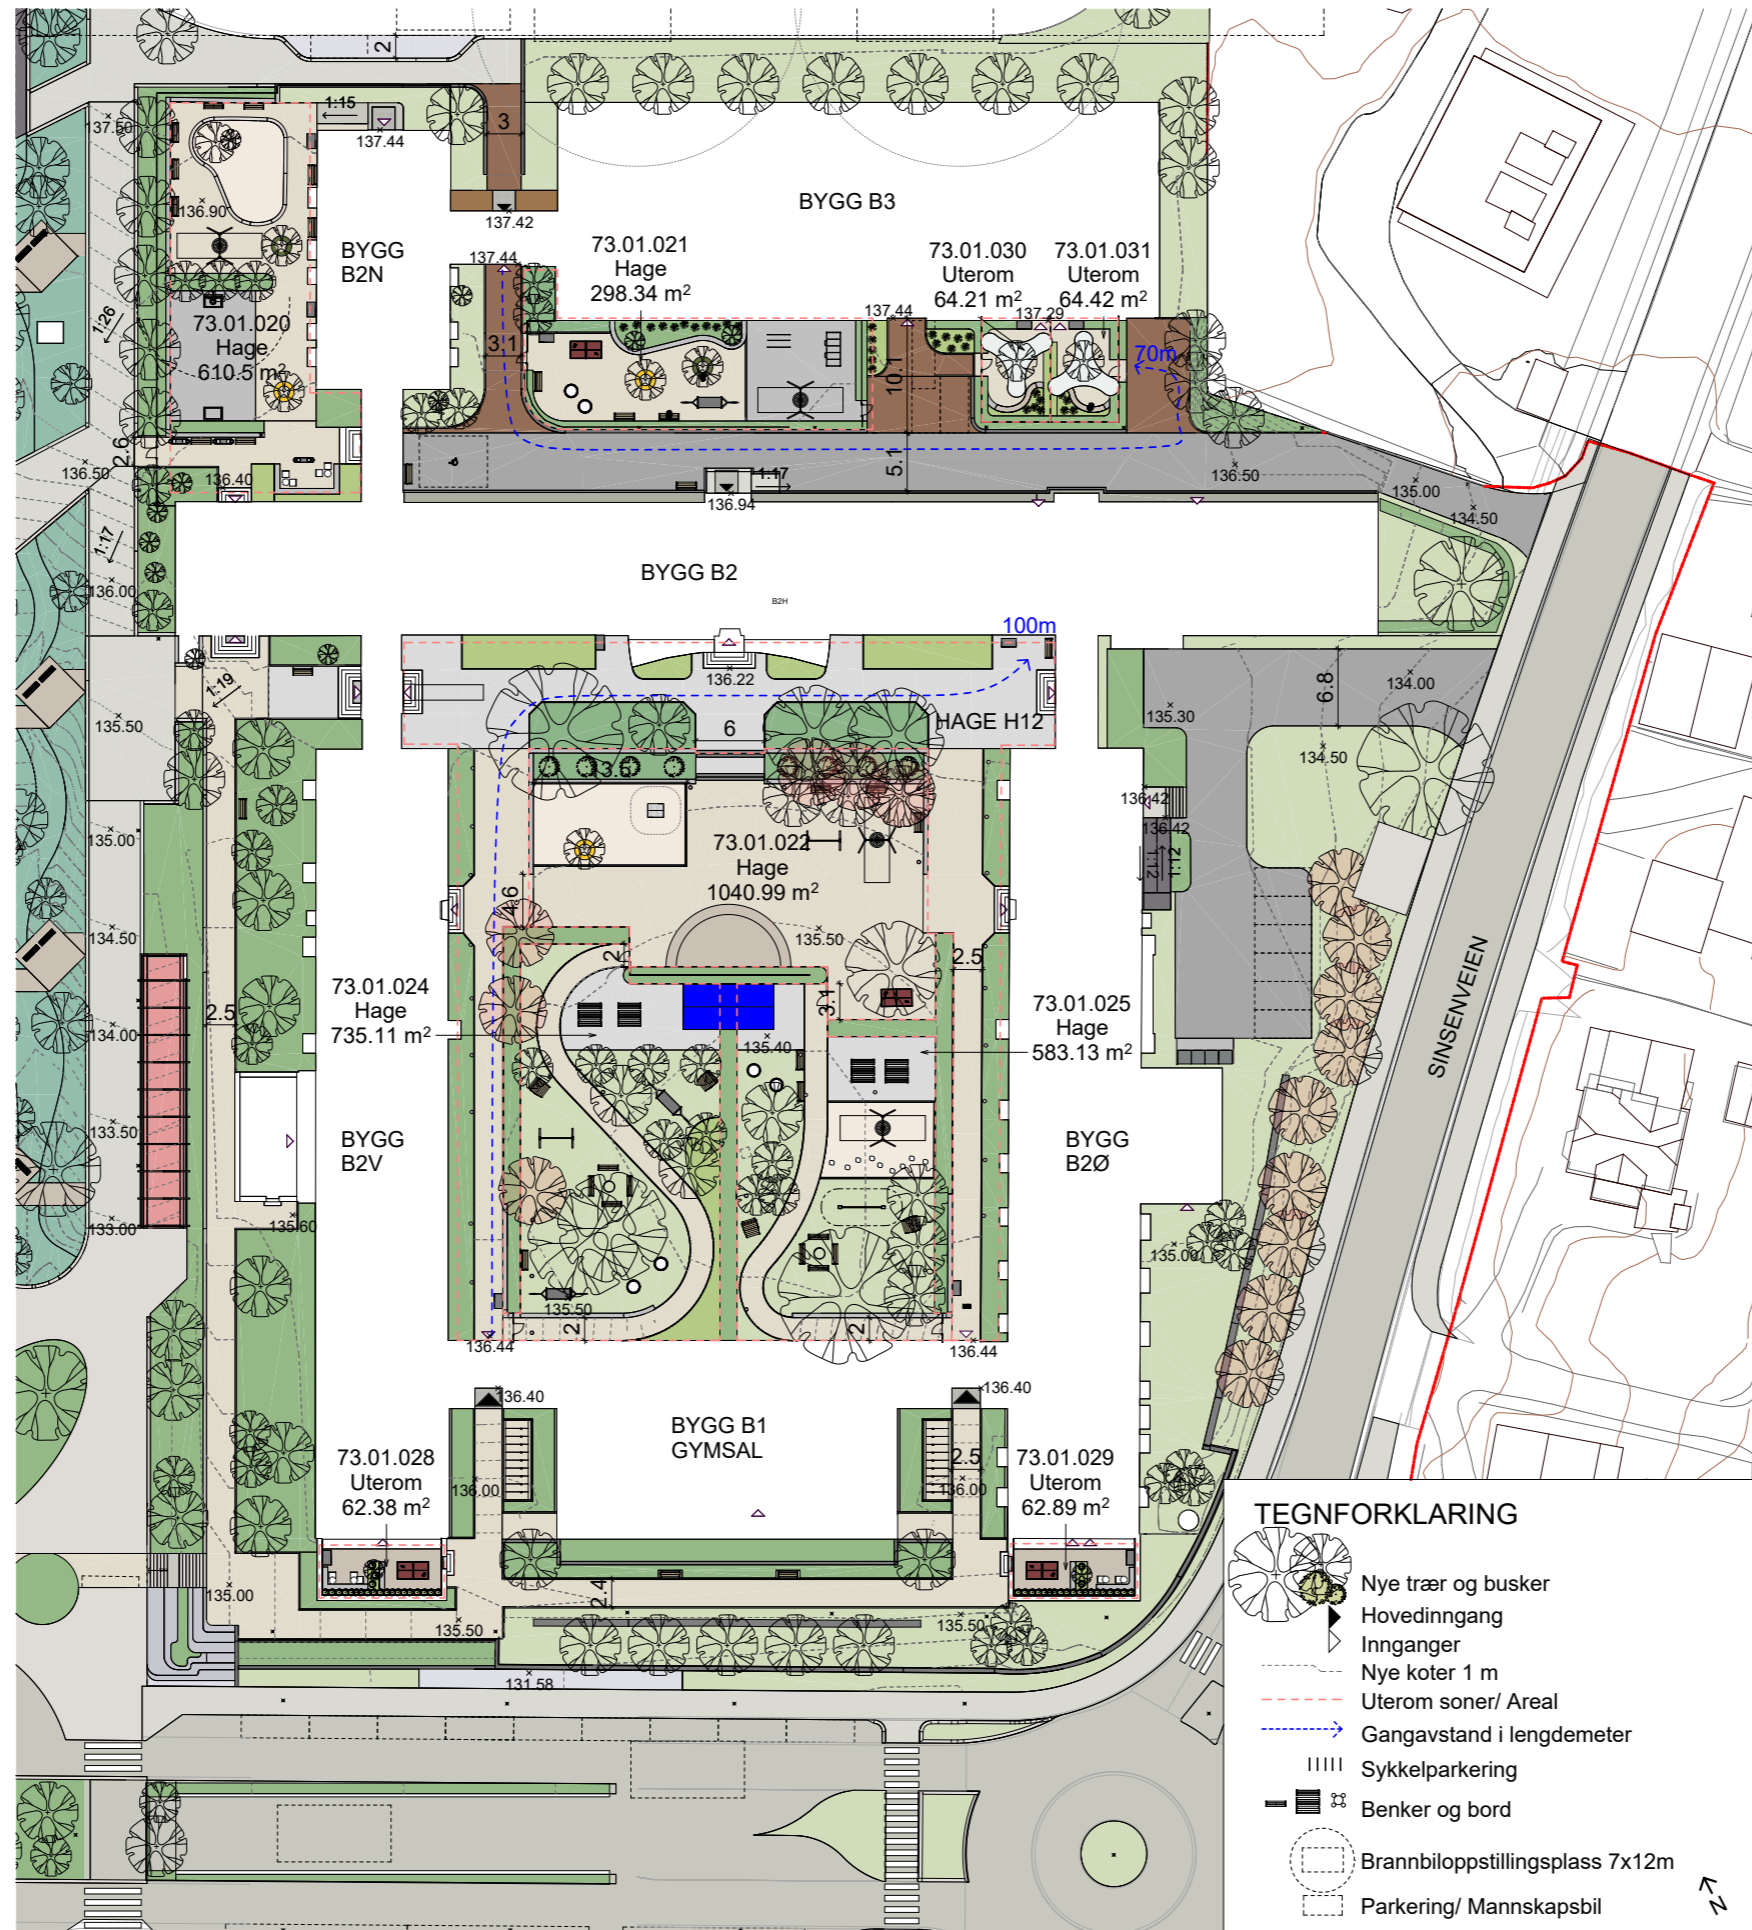 2
1:15
137.50
137.44
3
136.90
137.42
BYGG B3
BYGG
B2N
137.44
73.01.021
Hage
298.34 m²
73.01.030
Uterom
64.21 m²
73.01.031
Uterom
64.42 m²
137.44
137.29
1:26
73.01.020
Hage
610.5 m²
3.1
10.1
70m
2.6
136.50
136.40
5.1
1:17
136.94
136.50
135.00
134.50
1:17
136.00
BYGG B2
B2H
100m
136.22
1:19
135.50
6
HAGE H12
135.30
6.8
134.00
134.50
13.6
136.42
136.42
1:12
1:12
135.00
73.01.022
Hage
1040.99 m²
4.6
134.50
135.50
2
2.5
73.01.024
Hage
735.11 m²
2.5
3.1
73.01.025
Hage
583.13 m²
134.00
135.40
SINSENVEIEN
133.50
BYGG
B2V
BYGG
B2Ø
133.00
135.60
135.00
135.50
2
2
136.44
136.44
136.40
136.40
BYGG B1
GYMSAL
73.01.028
Uterom
62.38 m²
136.00
2.5
136.00
73.01.029
Uterom
62.89 m²
135.00
2.4
135.50
135.50
131.58
TEGNFORKLARING
Nye trær og busker
Hovedinngang
Innganger
Nye koter 1 m
Uterom soner/ Areal
Gangavstand i lengdemeter
Sykkelparkering
Benker og bord
Brannbiloppstillingsplass 7x12m
Parkering/ Mannskapsbil
N